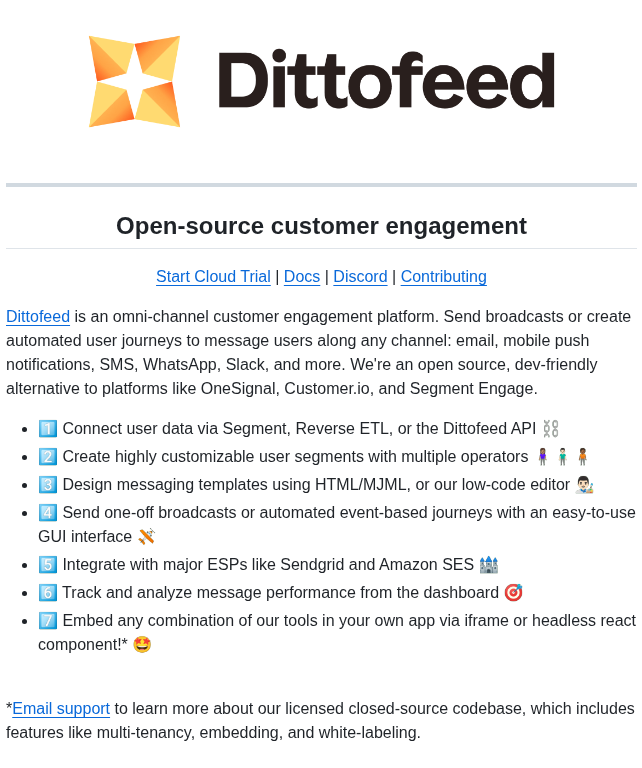 Dittofeed
Open-source customer engagement
Start Cloud Trial | Docs | Discord | Contributing
Dittofeed is an omni-channel customer engagement platform. Send broadcasts or create
automated user journeys to message users along any channel: email, mobile push
notifications, SMS, WhatsApp, Slack, and more. We're an open source, dev-friendly
alternative to platforms like OneSignal, Customer.io, and Segment Engage.
• 1️⃣ Connect user data via Segment, Reverse ETL, or the Dittofeed API ⛓️
• 2️⃣ Create highly customizable user segments with multiple operators 🧍🏾‍♀️🧍🏻‍♂️🧍🏾
• 3️⃣ Design messaging templates using HTML/MJML, or our low-code editor 👨🏻‍🎨
• 4️⃣ Send one-off broadcasts or automated event-based journeys with an easy-to-use
GUI interface 🚀
• 5️⃣ Integrate with major ESPs like Sendgrid and Amazon SES 🏰
• 6️⃣ Track and analyze message performance from the dashboard 🎯
• 7️⃣ Embed any combination of our tools in your own app via iframe or headless react
component!* 🤩
*Email support to learn more about our licensed closed-source codebase, which includes
features like multi-tenancy, embedding, and white-labeling.